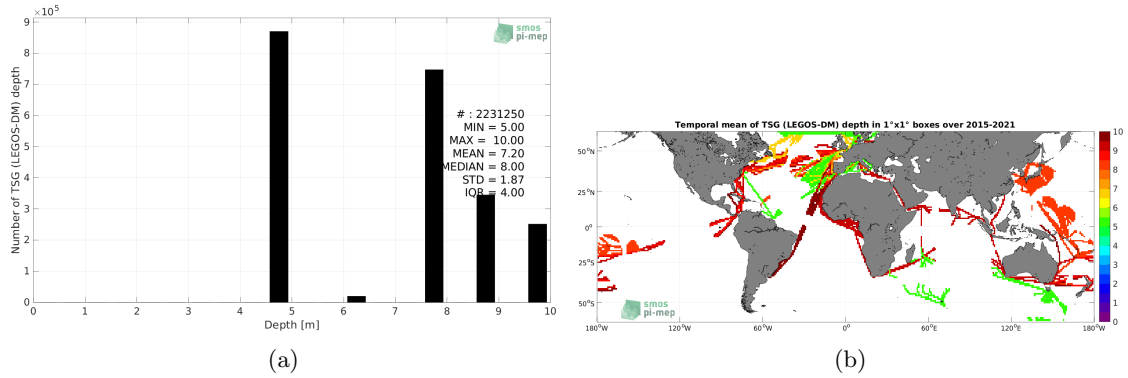 9
×10⁵
8
7
6
5
4
3
2
1
0
Number of TSG (LEGOS-DM) depth
smos
pi-mep
# : 2231250
MIN = 5.00
MAX = 10.00
MEAN = 7.20
MEDIAN = 8.00
STD = 1.87
IQR = 4.00
0 1 2 3 4 5 6 7 8 9 10
Depth [m]
(a)
Temporal mean of TSG (LEGOS-DM) depth in 1°x1° boxes over 2015-2021
50°N
25°N
0°
25°S
50°S
smos
pi-mep
180°W 120°W 60°W 0°E 60°E 120°E 180°W
10
9
8
7
6
5
4
3
2
1
0
(b)